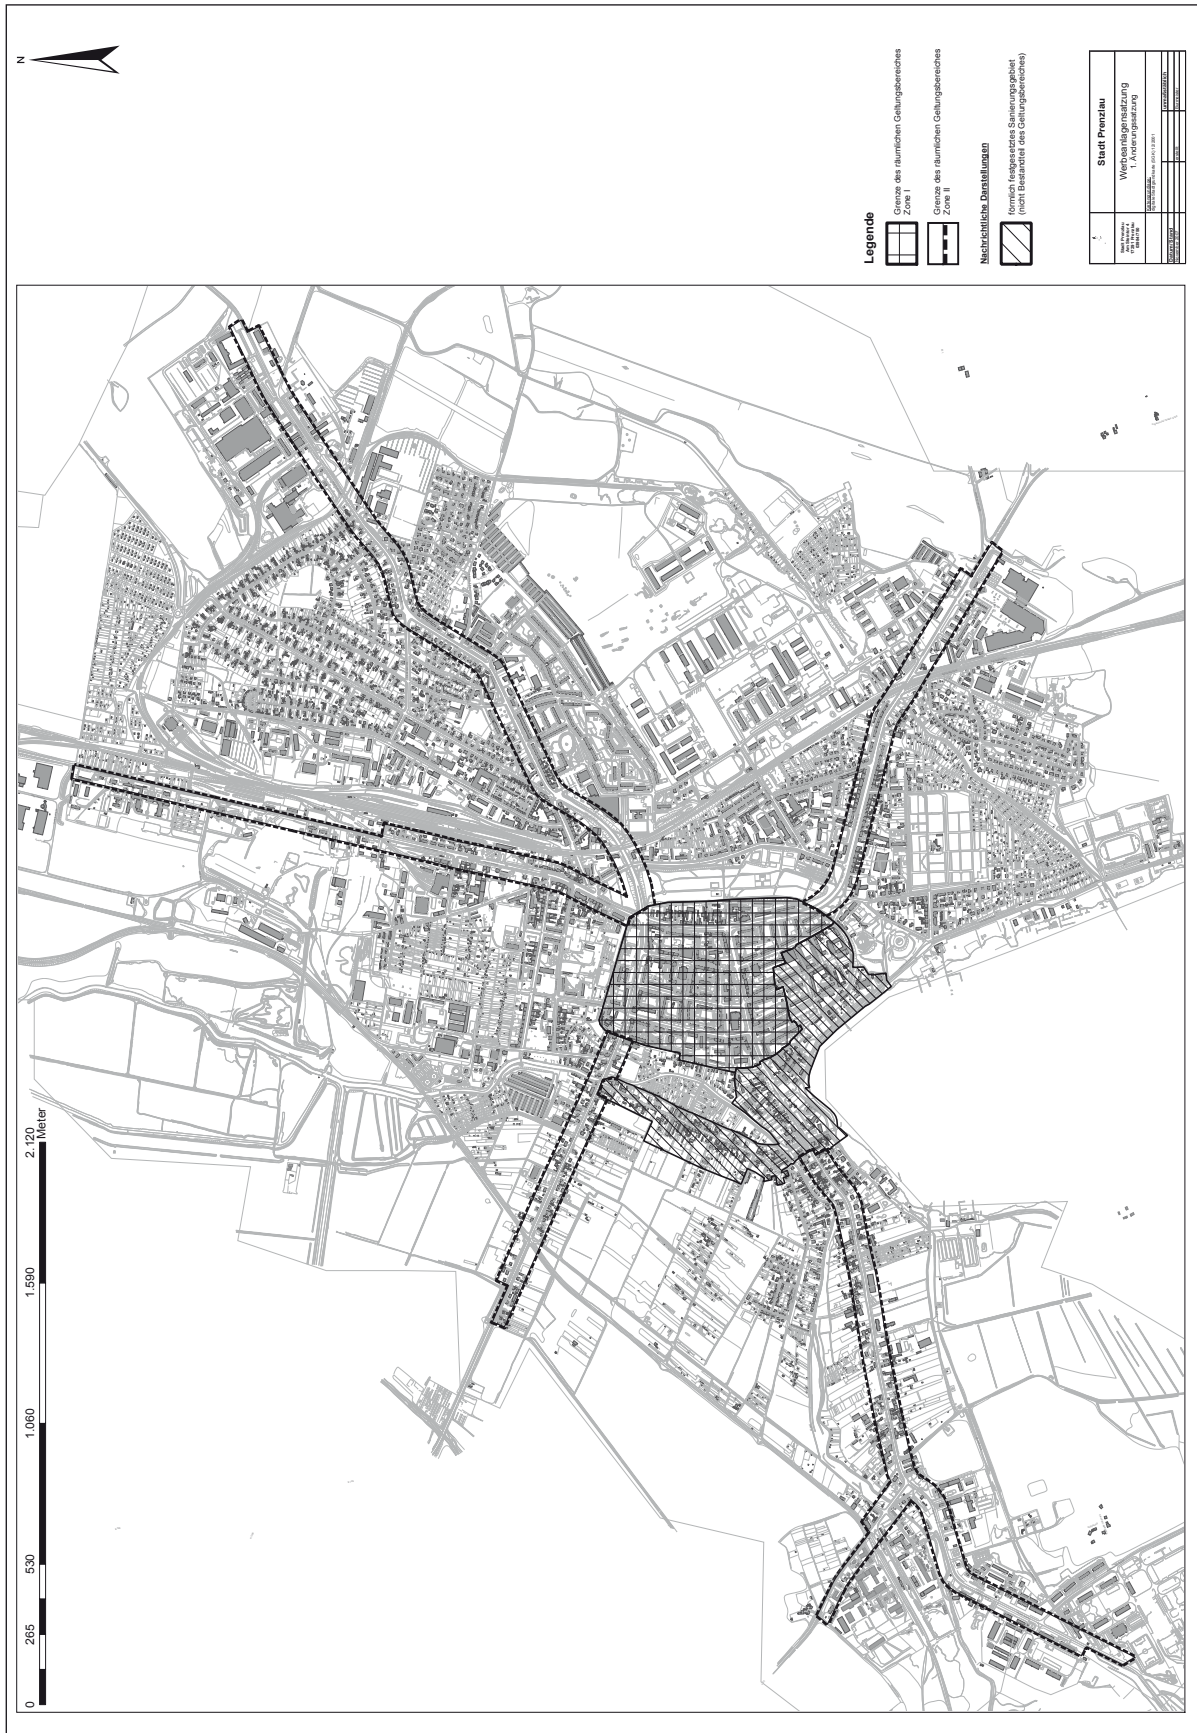 N
Legende
Grenze des räumlichen Geltungsbereiches
Zone I
Grenze des räumlichen Geltungsbereiches
Zone II
Nachrichtliche Darstellungen
förmlich festgesetztes Sanierungsgebiet
(nicht Bestandteil des Geltungsbereiches)
Stadt Prenzlau
Werbeanlagensatzung
1. Änderungssatzung
0 265 530 1.060 1.590 2.120
Meter